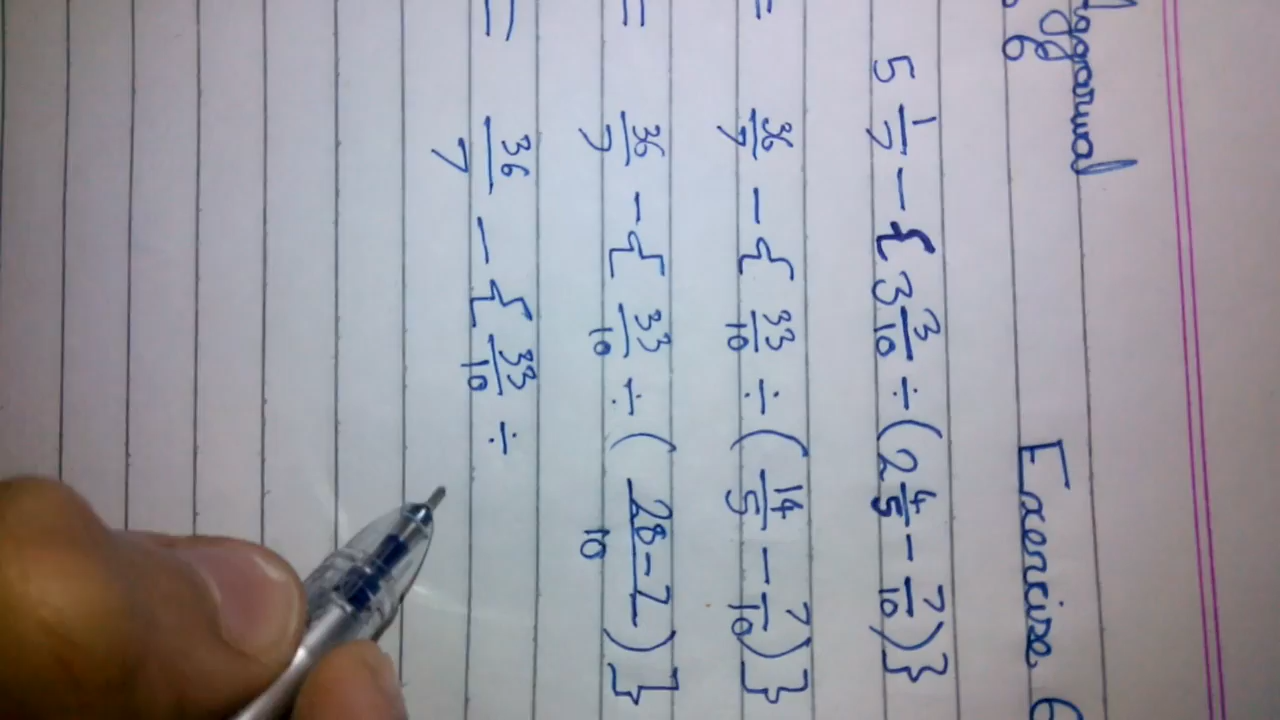 Aggarwal
6 Exercise 6
5 1/7 - { 3 3/10 ÷ ( 2 4/5 - 7/10 ) }
= 36/7 - { 33/10 ÷ ( 14/5 - 7/10 ) }
= 36/7 - { 33/10 ÷ ( 28-7/10 ) }
= 36/7 - { 33/10 ÷